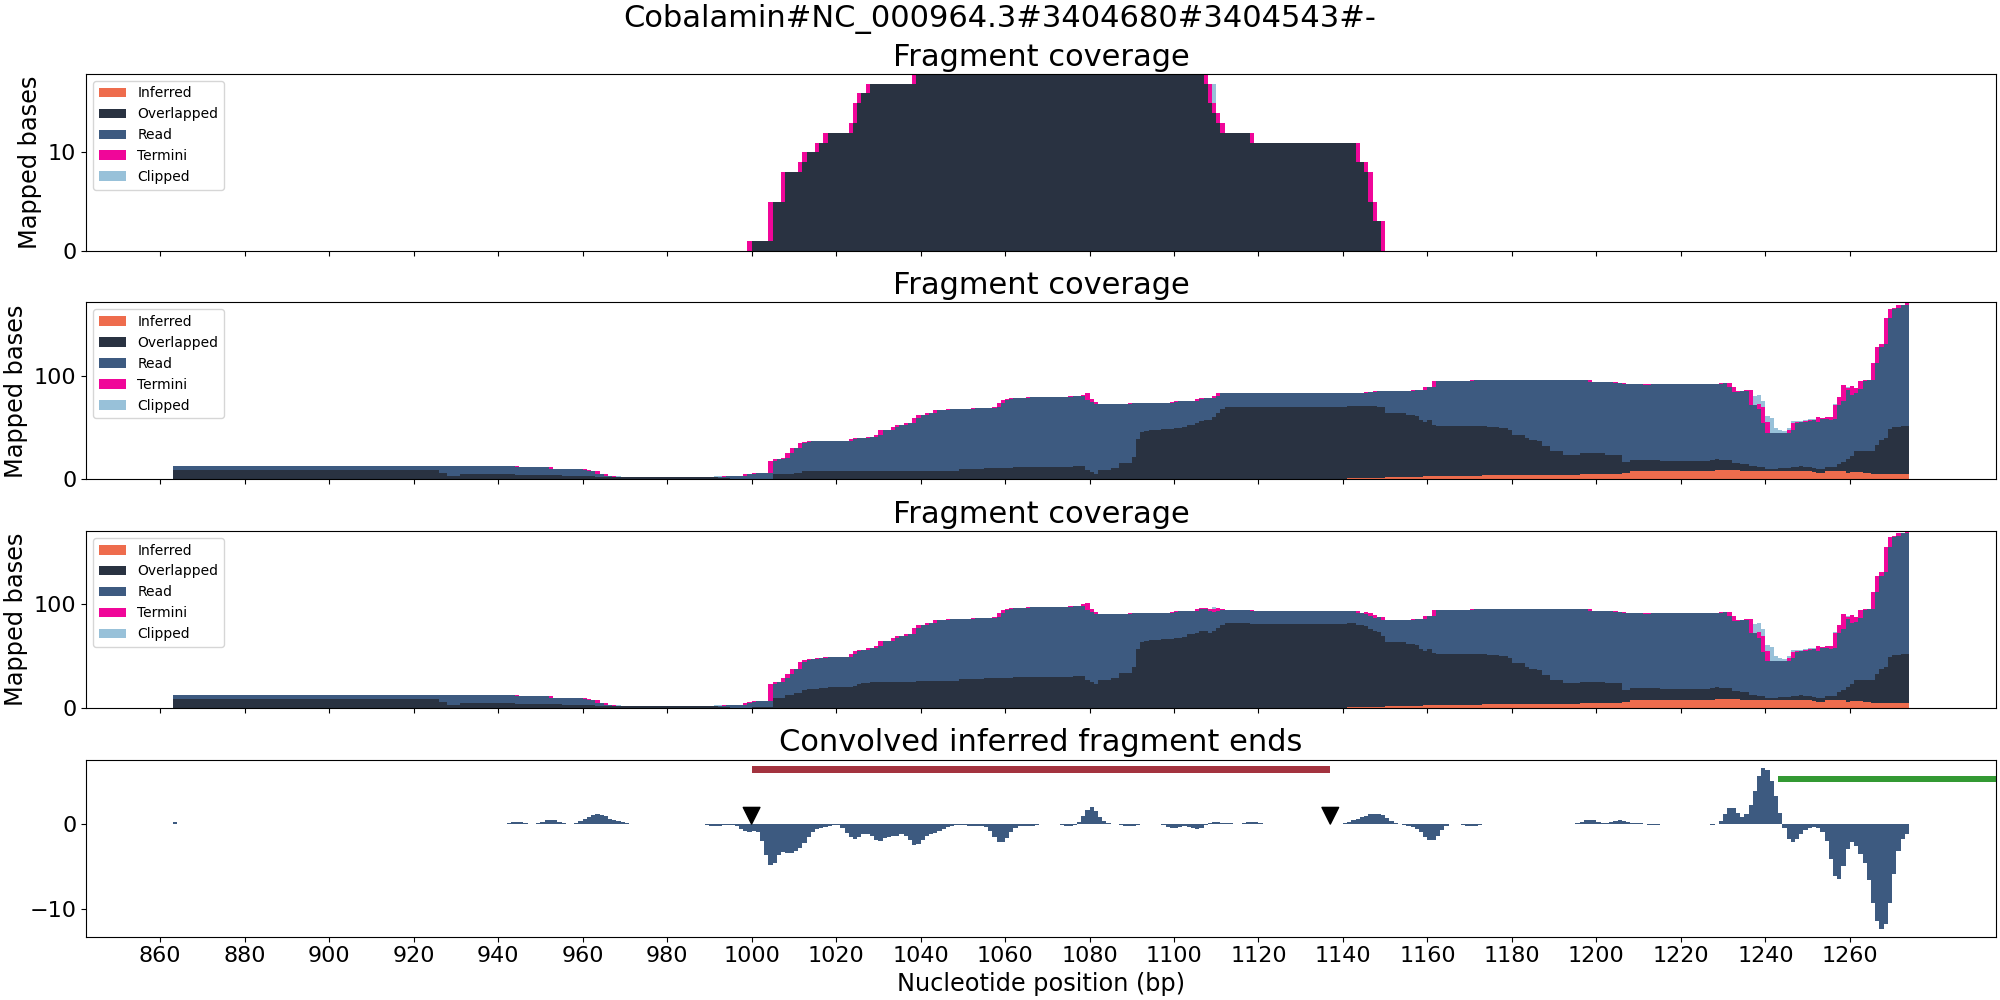 Cobalamin#NC_000964.3#3404680#3404543#-
Fragment coverage
Mapped bases
10
0
Inferred
Overlapped
Read
Termini
Clipped
Fragment coverage
Mapped bases
100
0
Inferred
Overlapped
Read
Termini
Clipped
Fragment coverage
Mapped bases
100
0
Inferred
Overlapped
Read
Termini
Clipped
Convolved inferred fragment ends
0
−10
860 880 900 920 940 960 980 1000 1020 1040 1060 1080 1100 1120 1140 1160 1180 1200 1220 1240 1260
Nucleotide position (bp)